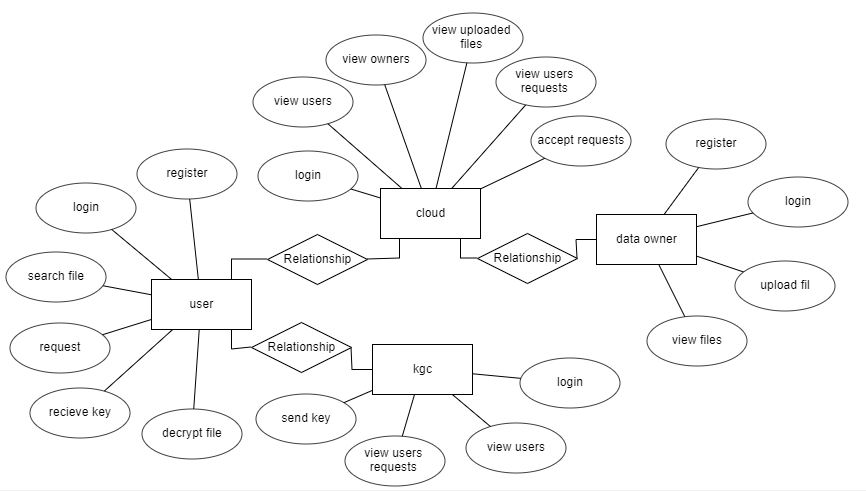 view uploaded
files
view owners
view users
requests
view users
accept requests
register
register
login
login
login
cloud
data owner
Relationship
Relationship
search file
upload fil
user
request
Relationship
view files
kgc
login
recieve key
send key
decrypt file
view users
requests
view users